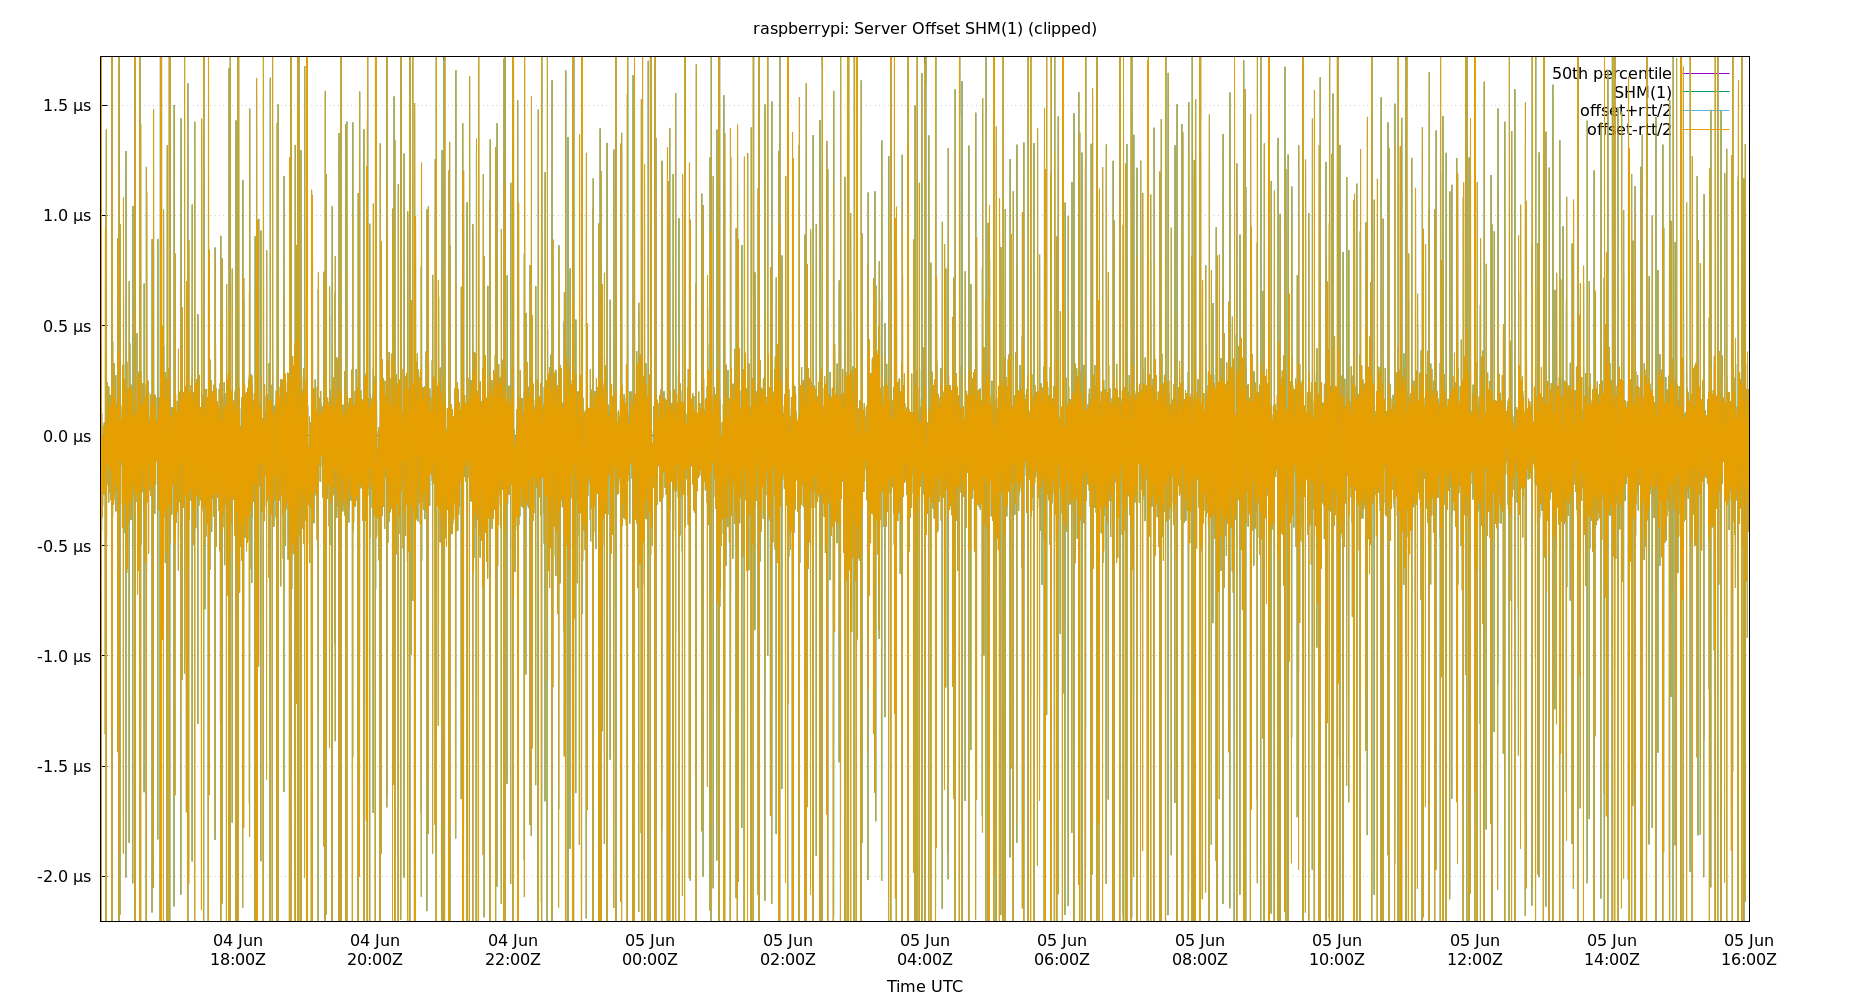 raspberrypi: Server Offset SHM(1) (clipped)
50th percentile
SHM(1)
offset+rtt/2
offset-rtt/2
1.5 µs
1.0 µs
0.5 µs
0.0 µs
-0.5 µs
-1.0 µs
-1.5 µs
-2.0 µs
04 Jun 04 Jun 04 Jun 05 Jun 05 Jun 05 Jun 05 Jun 05 Jun 05 Jun 05 Jun 05 Jun 05 Jun
18:00Z 20:00Z 22:00Z 00:00Z 02:00Z 04:00Z 06:00Z 08:00Z 10:00Z 12:00Z 14:00Z 16:00Z
Time UTC